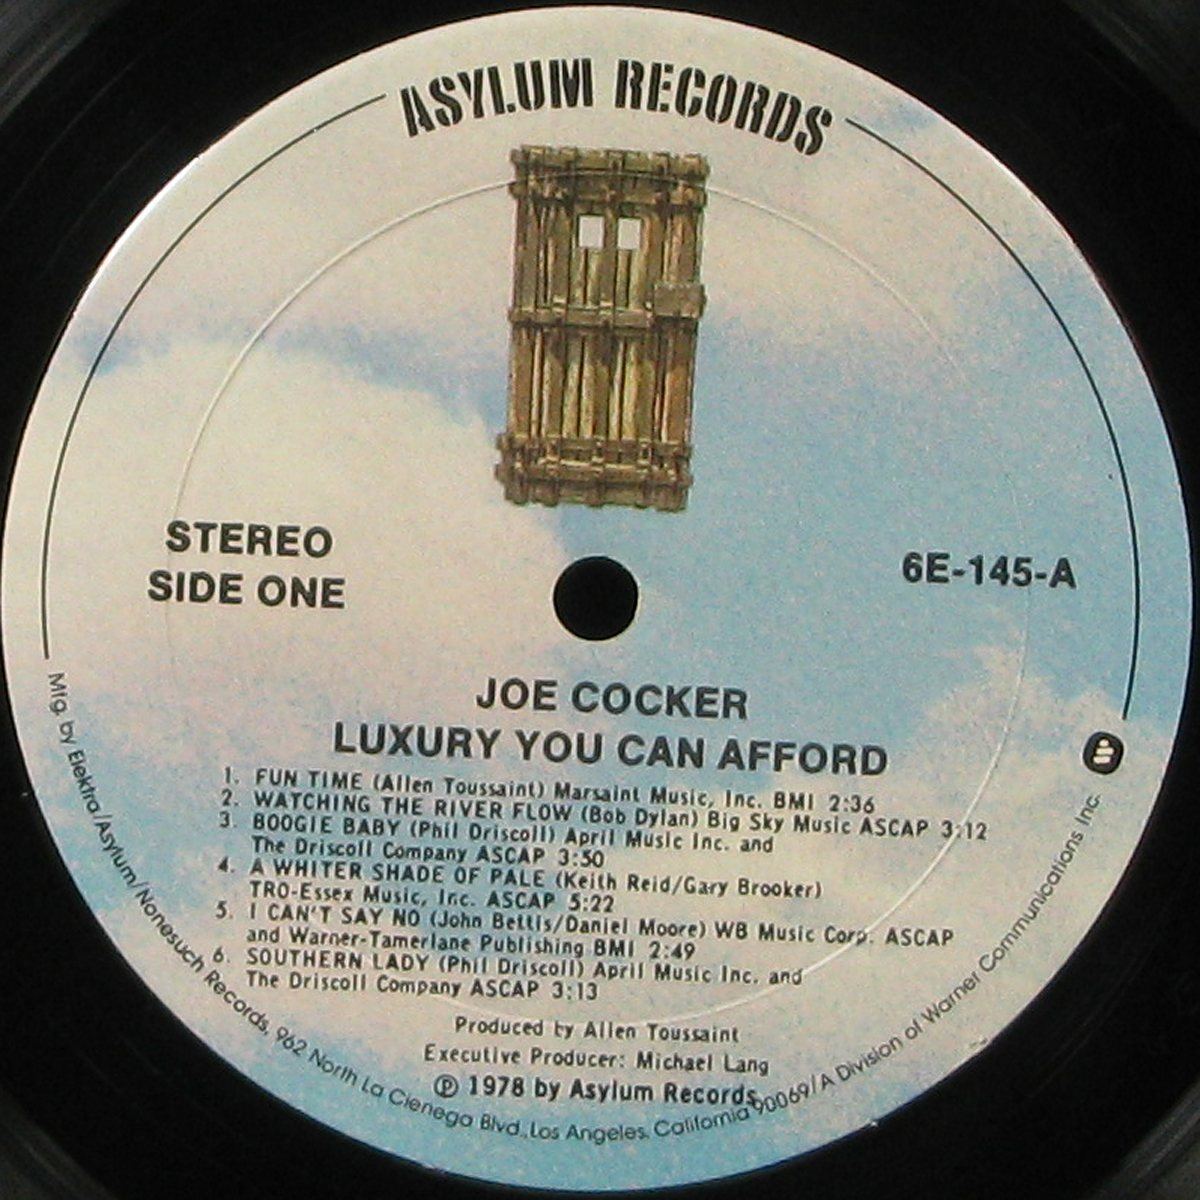 ASYLUM RECORDS
STEREO
SIDE ONE
6E-145-A
JOE COCKER
LUXURY YOU CAN AFFORD
1. FUN TIME (Allen Toussaint) Marsaint Music, Inc. BMI 2:36
2. WATCHING THE RIVER FLOW (Bob Dylan) Big Sky Music ASCAP 3:12
3. BOOGIE BABY (Phil Driscoll) April Music Inc. and
The Driscoll Company ASCAP 3:50
4. A WHITER SHADE OF PALE (Keith Reid/Gary Brooker)
TRO-Essex Music, Inc. ASCAP 5:22
5. I CAN'T SAY NO (John Bettis/Daniel Moore) WB Music Corp. ASCAP
and Warner-Tamerlane Publishing BMI 2:49
6. SOUTHERN LADY (Phil Driscoll) April Music Inc. and
The Driscoll Company ASCAP 3:13
Produced by Allen Toussaint
Executive Producer: Michael Lang
℗ 1978 by Asylum Records
Mfg. by Elektra/Asylum/Nonesuch Records, 962 North La Cienega Blvd., Los Angeles, California 90069/A Division of Warner Communications Inc.